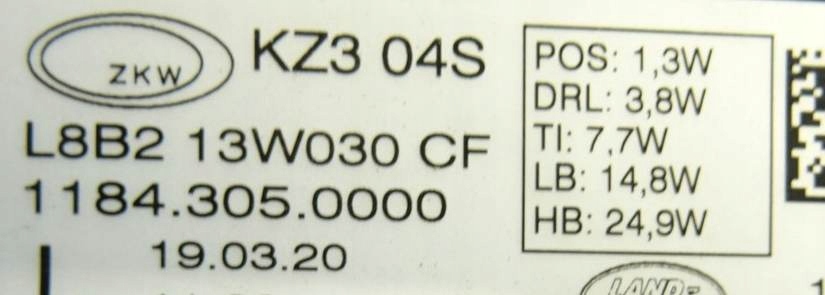 ZKW KZ3 04S
L8B2 13W030 CF
1184.305.0000
19.03.20
POS: 1,3W
DRL: 3,8W
TI: 7,7W
LB: 14,8W
HB: 24,9W